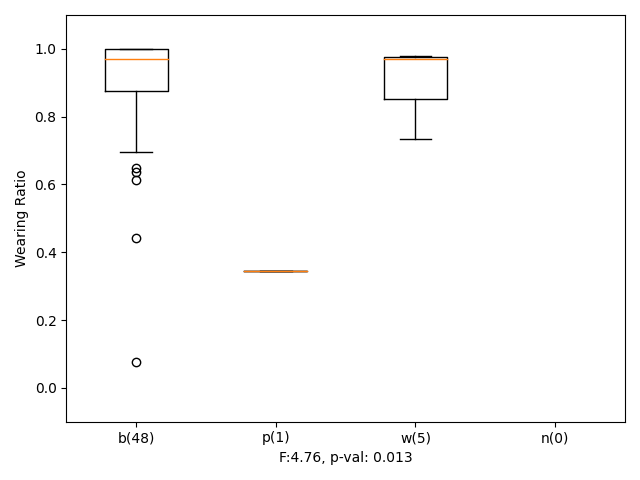 Wearing Ratio
1.0
0.8
0.6
0.4
0.2
0.0
b(48) p(1) w(5) n(0)
F:4.76, p-val: 0.013